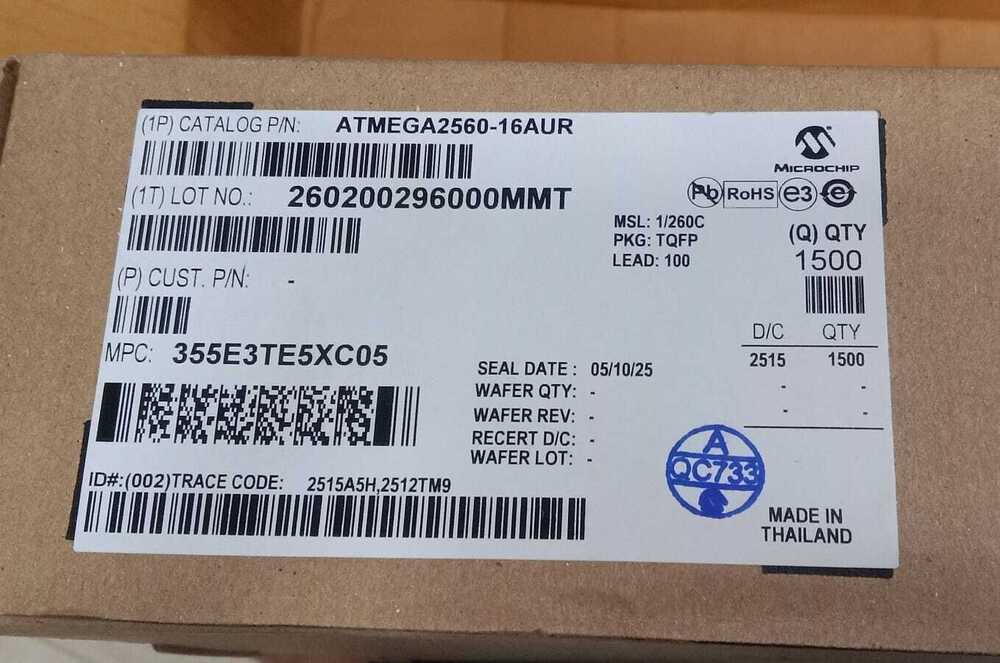 (1P) CATALOG P/N: ATMEGA2560-16AUR
MICROCHIP
(1T) LOT NO.: 260200296000MMT
Pb RoHS e3 e
MSL: 1/260C
PKG: TQFP
LEAD: 100
(Q) QTY
1500
(P) CUST. P/N: -
MPC: 355E3TE5XC05
D/C QTY
2515 1500
- -
- -
SEAL DATE : 05/10/25
WAFER QTY: -
WAFER REV: -
RECERT D/C: -
WAFER LOT: -
A
QC733
ID#:(002)TRACE CODE: 2515A5H,2512TM9
MADE IN
THAILAND